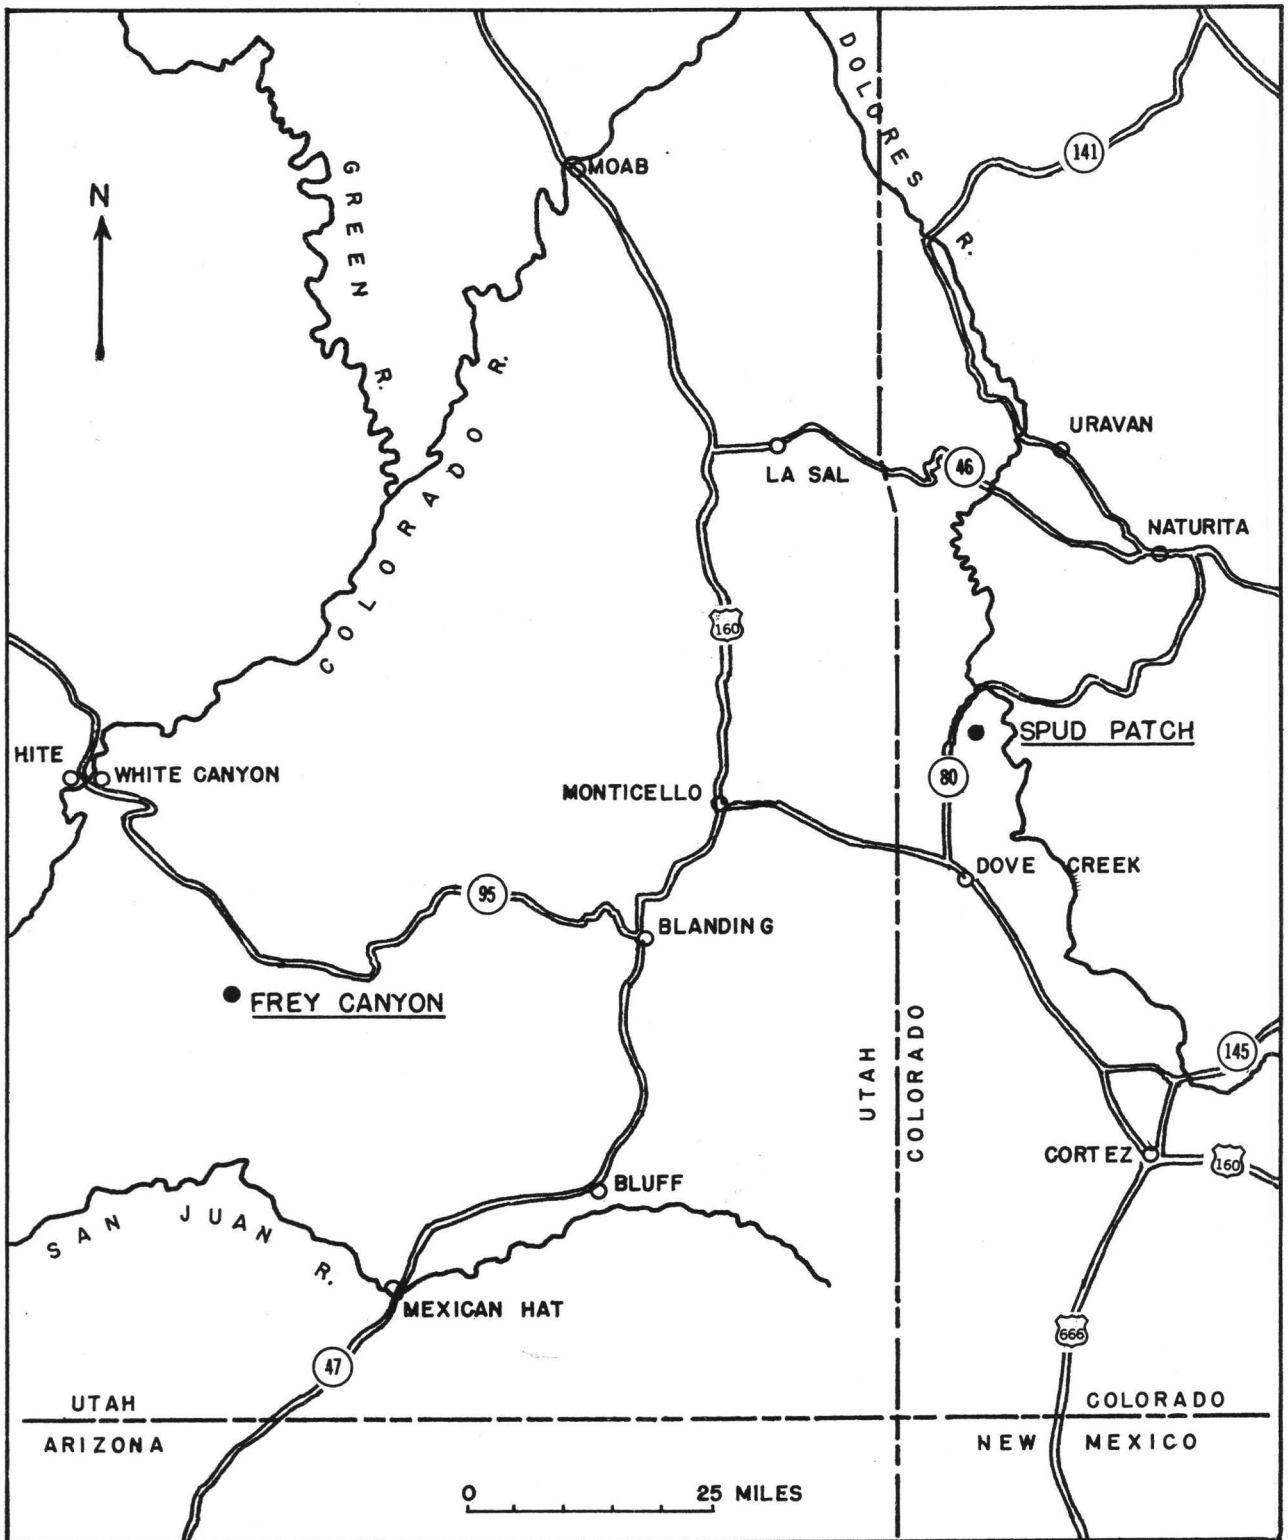 DOLORES R.
141
N
GREEN R.
MOAB
COLORADO R.
URAVAN
LA SAL
46
NATURITA
160
SPUD PATCH
HITE
WHITE CANYON
80
MONTICELLO
DOVE CREEK
95
BLANDING
FREY CANYON
UTAH
COLORADO
145
CORTEZ
160
BLUFF
SAN JUAN R.
MEXICAN HAT
666
47
UTAH
COLORADO
ARIZONA
NEW MEXICO
0 25 MILES